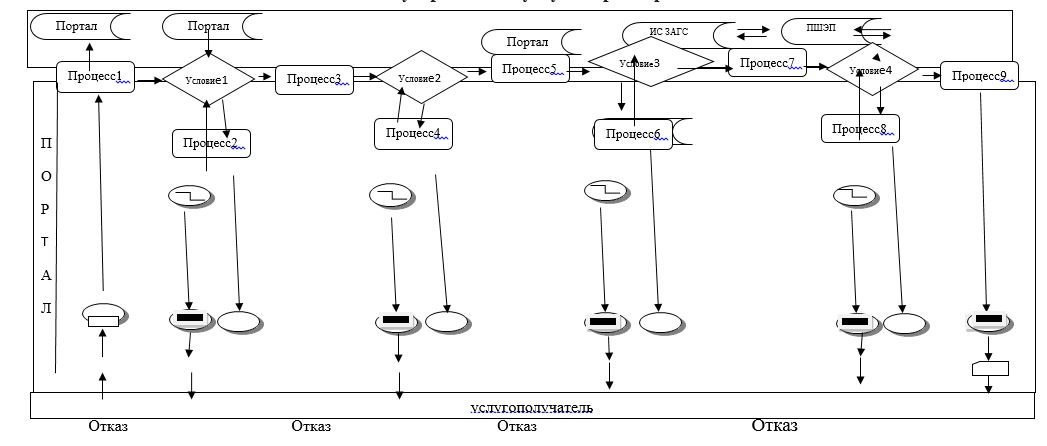 Портал
Портал
Портал
ИС ЗАГС
ПШЭП
Процесс1
Условие1
Процесс3
Условие2
Процесс5
Условие3
Процесс7
Условие4
Процесс9
Процесс2
Процесс4
Процесс6
Процесс8
П
О
Р
Т
А
Л
услугополучатель
Отказ
Отказ
Отказ
Отказ